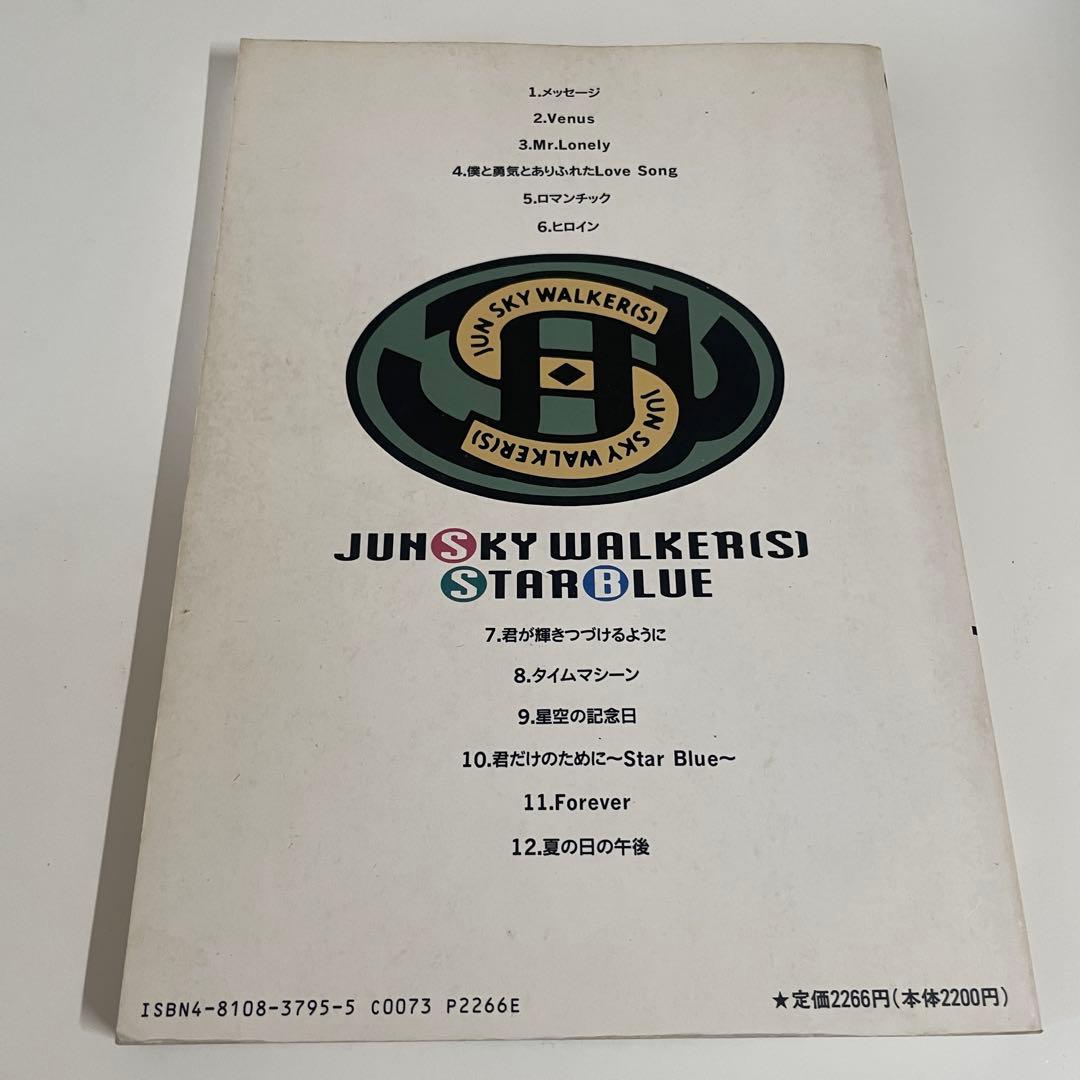 1.メッセージ
2.Venus
3.Mr.Lonely
4.僕と勇気とありふれたLove Song
5.ロマンチック
6.ヒロイン
JUN SKY WALKER(S)
JUN SKY WALKER(S)
JUN SKY WALKER(S)
STAR BLUE
7.君が輝きつづけるように
8.タイムマシーン
9.星空の記念日
10.君だけのために〜Star Blue〜
11.Forever
12.夏の日の午後
ISBN4-8108-3795-5 C0073 P2266E
★定価2266円(本体2200円)